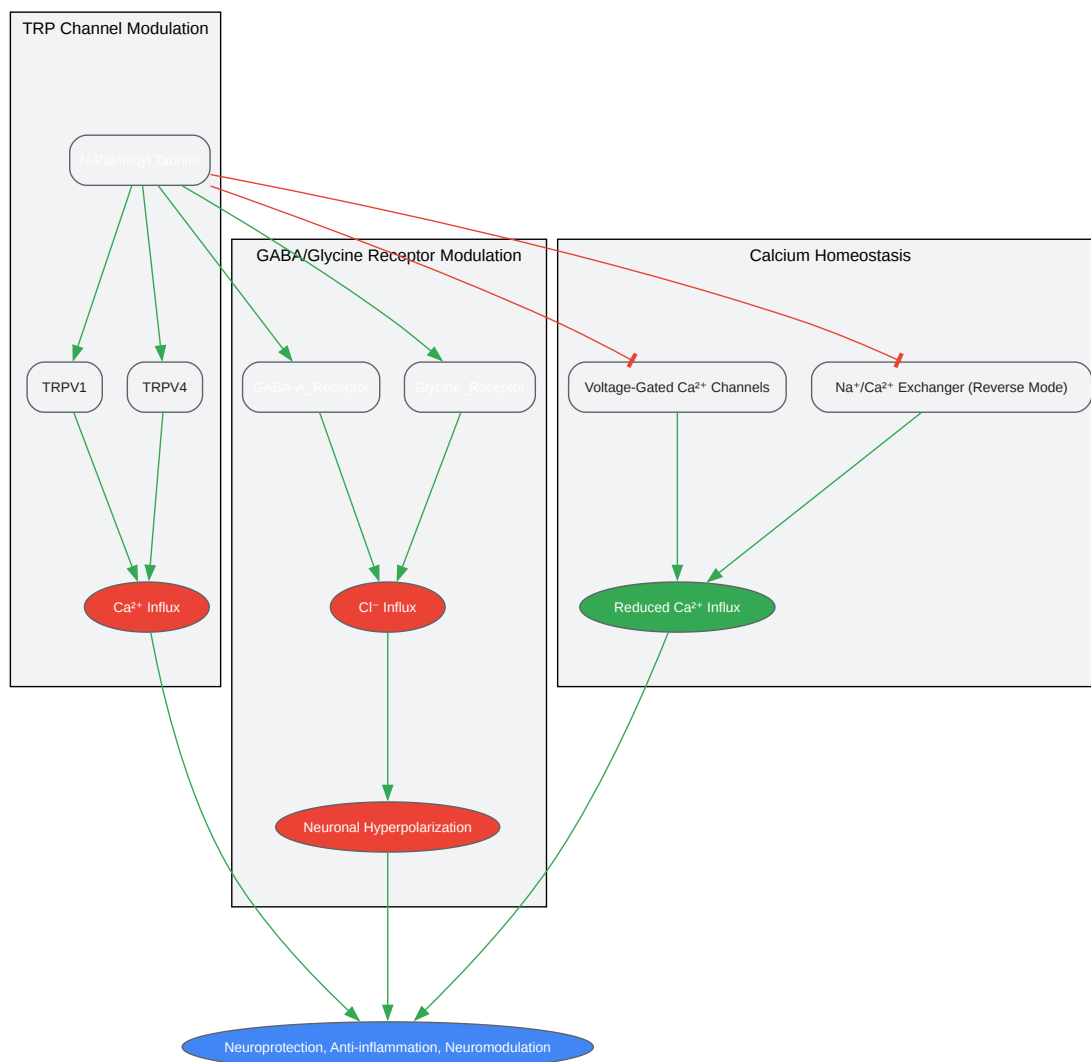 TRP Channel Modulation
N-Palmitoyl Taurine
GABA/Glycine Receptor Modulation
Calcium Homeostasis
TRPV1
TRPV4
GABA-A_Receptor
Glycine_Receptor
Voltage-Gated Ca²⁺ Channels
Na⁺/Ca²⁺ Exchanger (Reverse Mode)
Ca²⁺ Influx
Cl⁻ Influx
Reduced Ca²⁺ Influx
Neuronal Hyperpolarization
Neuroprotection, Anti-inflammation, Neuromodulation